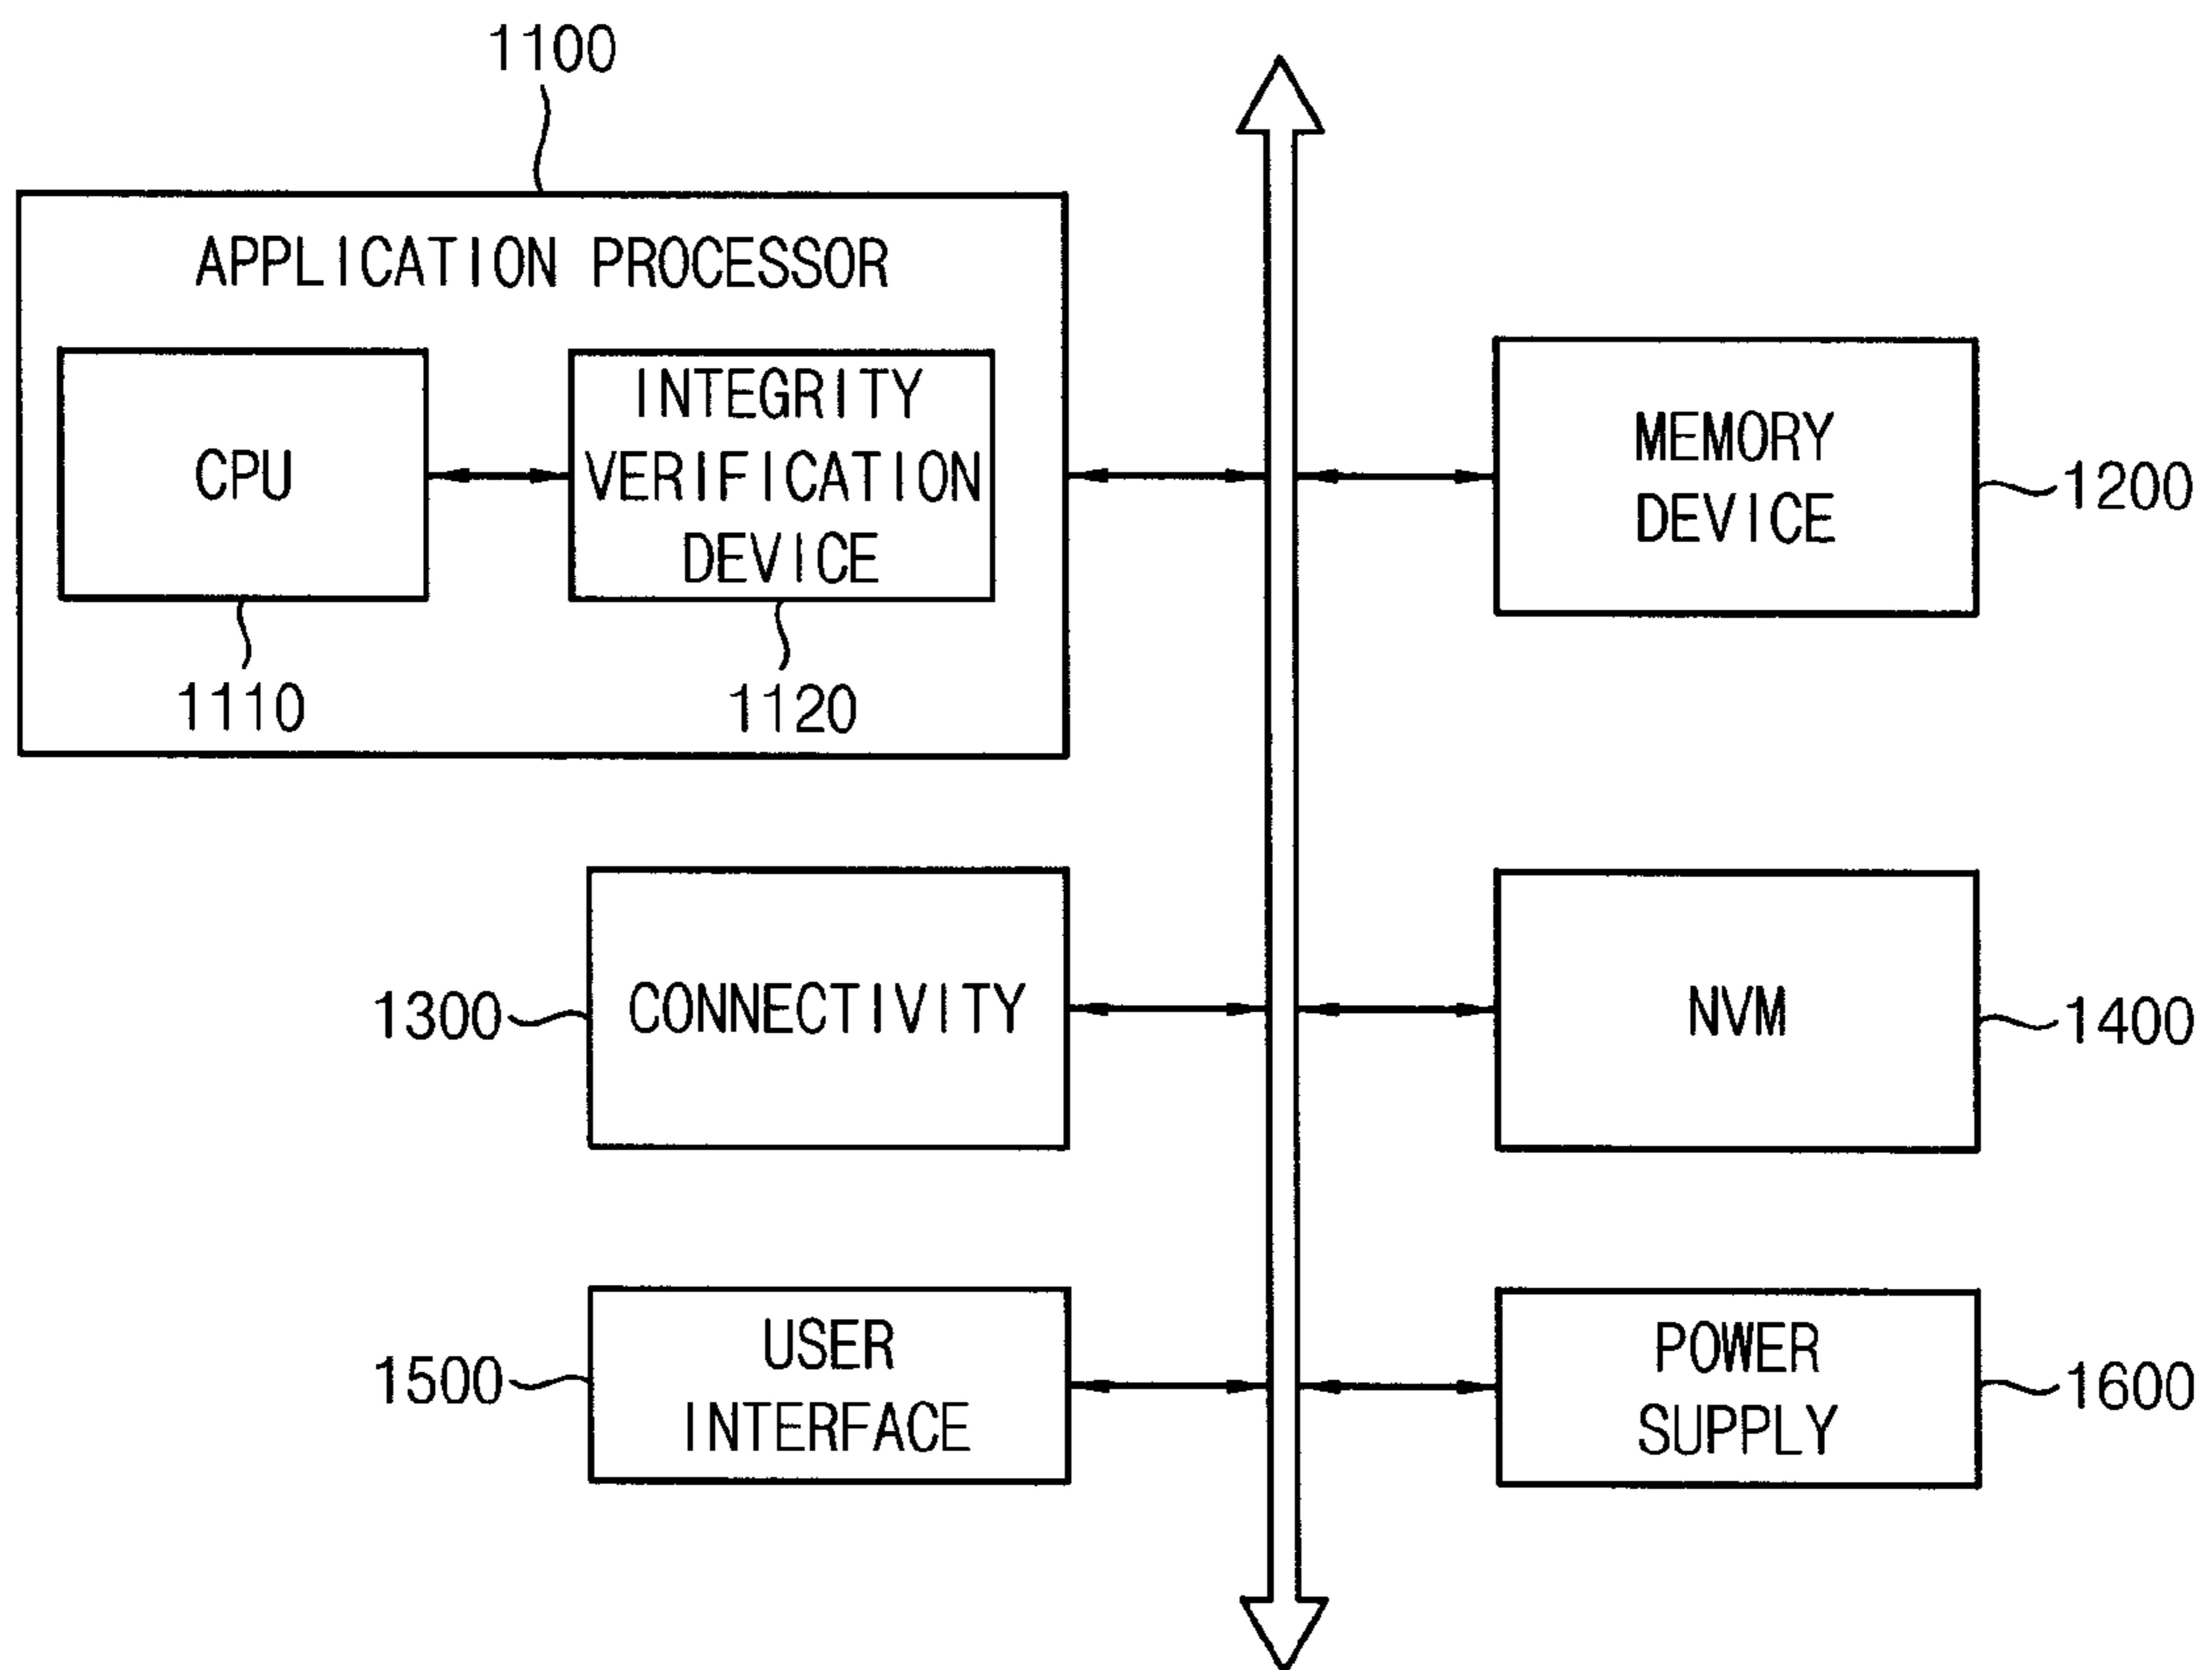 1100
APPLICATION PROCESSOR
CPU
INTEGRITY
VERIFICATION
DEVICE
1110
1120
MEMORY
DEVICE
1200
1300
CONNECTIVITY
NVM
1400
1500
USER
INTERFACE
POWER
SUPPLY
1600